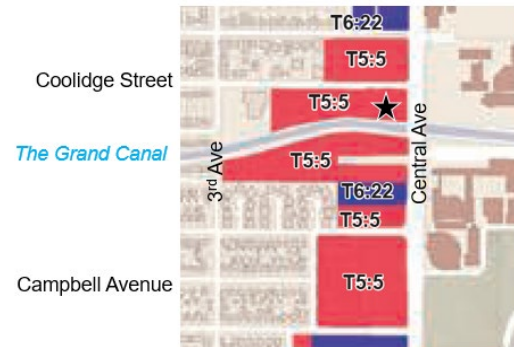 T6:22
T5:5
Coolidge Street
T5:5
The Grand Canal
T5:5
3rd Ave
Central Ave
T6:22
T5:5
Campbell Avenue
T5:5